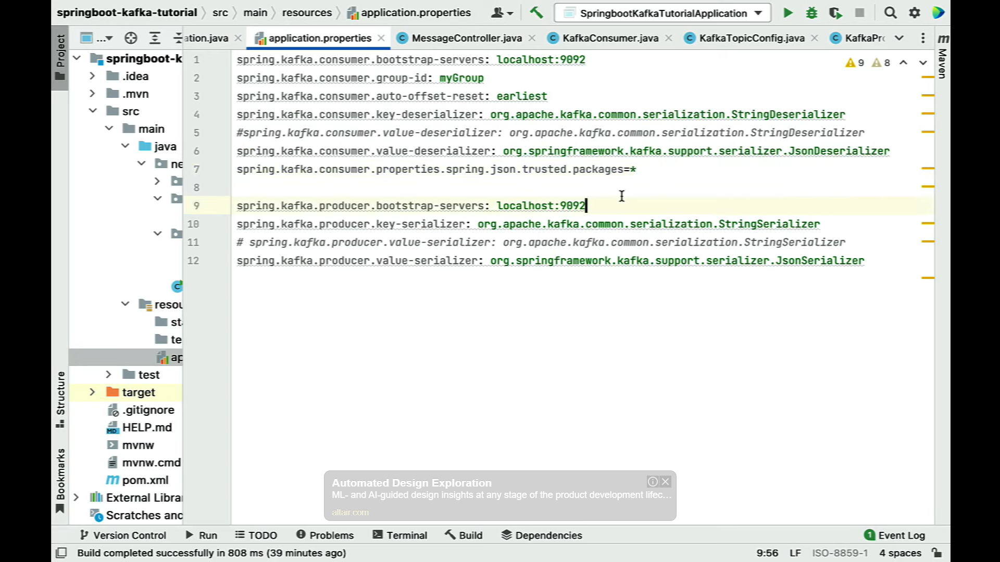 springboot-kafka-tutorial src main resources application.properties SpringbootKafkaTutorialApplication
Project ... ation.java application.properties MessageController.java KafkaConsumer.java KafkaTopicConfig.java KafkaPr m Maven
springboot-k
.idea
.mvn
src
main
java
ne
C
resou
sta
te
ap
test
target
.gitignore
HELP.md
mvnw
mvnw.cmd
pom.xml
External Libra
Scratches and
1 spring.kafka.consumer.bootstrap-servers: localhost:9092
2 spring.kafka.consumer.group-id: myGroup
3 spring.kafka.consumer.auto-offset-reset: earliest
4 spring.kafka.consumer.key-deserializer: org.apache.kafka.common.serialization.StringDeserializer
5 #spring.kafka.consumer.value-deserializer: org.apache.kafka.common.serialization.StringDeserializer
6 spring.kafka.consumer.value-deserializer: org.springframework.kafka.support.serializer.JsonDeserializer
7 spring.kafka.consumer.properties.spring.json.trusted.packages=*
8
9 spring.kafka.producer.bootstrap-servers: localhost:9092
10 spring.kafka.producer.key-serializer: org.apache.kafka.common.serialization.StringSerializer
11 # spring.kafka.producer.value-serializer: org.apache.kafka.common.serialization.StringSerializer
12 spring.kafka.producer.value-serializer: org.springframework.kafka.support.serializer.JsonSerializer
9 8
Structure
Bookmarks
Automated Design Exploration
ML- and AI-guided design insights at any stage of the product development lifec...
altair.com
Version Control Run TODO Problems Terminal Build Dependencies 1 Event Log
Build completed successfully in 808 ms (39 minutes ago) 9:56 LF ISO-8859-1 4 spaces